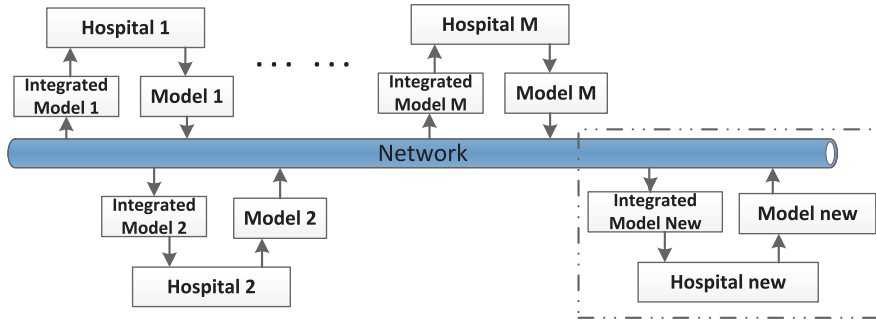 Hospital 1
Hospital M
. . . . . .
Integrated
Model 1
Model 1
Integrated
Model M
Model M
Network
Integrated
Model 2
Model 2
Integrated
Model New
Model new
Hospital 2
Hospital new